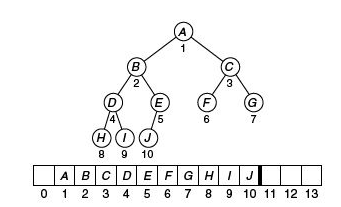 A
1
B C
2 3
D E F G
4 5 6 7
H I J
8 9 10
A B C D E F G H I J
0 1 2 3 4 5 6 7 8 9 10 11 12 13